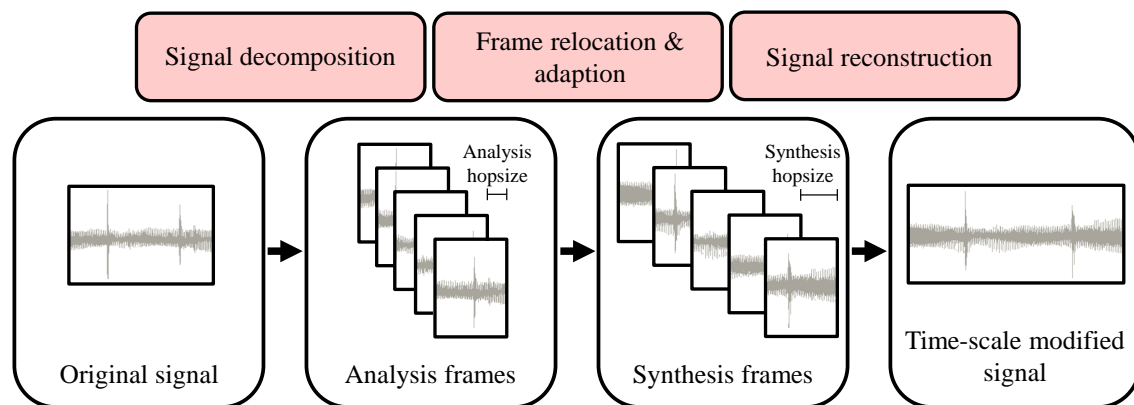 Signal decomposition
Frame relocation &
adaption
Signal reconstruction
Analysis
hopsize
Synthesis
hopsize
Original signal
Analysis frames
Synthesis frames
Time-scale modified
signal